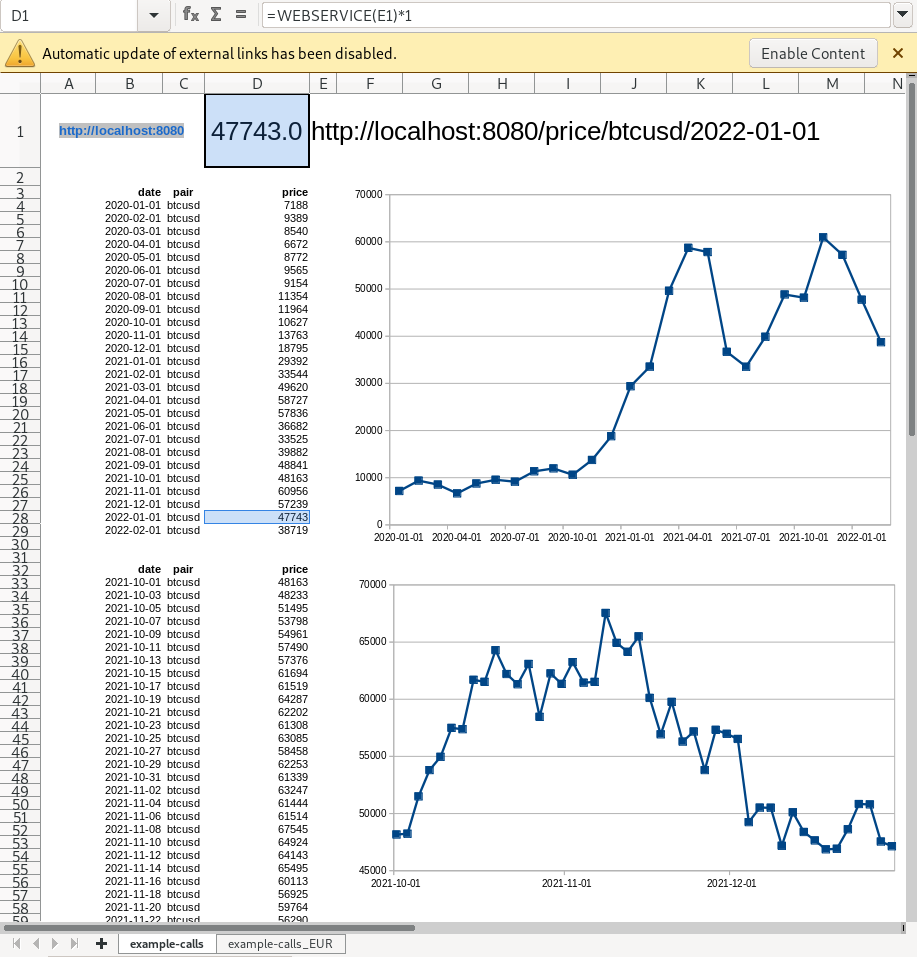 D1 fx Σ = =WEBSERVICE(E1)*1
Automatic update of external links has been disabled. Enable Content ×
A B C D E F G H I J K L M N
1 http://localhost:8080 47743.0 http://localhost:8080/price/btcusd/2022-01-01
2
3 date pair price
4 2020-01-01 btcusd 7188
5 2020-02-01 btcusd 9389
6 2020-03-01 btcusd 8540
7 2020-04-01 btcusd 6672
8 2020-05-01 btcusd 8772
9 2020-06-01 btcusd 9565
10 2020-07-01 btcusd 9154
11 2020-08-01 btcusd 11354
12 2020-09-01 btcusd 11964
13 2020-10-01 btcusd 10627
14 2020-11-01 btcusd 13763
15 2020-12-01 btcusd 18795
16 2021-01-01 btcusd 29392
17 2021-02-01 btcusd 33544
18 2021-03-01 btcusd 49620
19 2021-04-01 btcusd 58727
20 2021-05-01 btcusd 57836
21 2021-06-01 btcusd 36682
22 2021-07-01 btcusd 33525
23 2021-08-01 btcusd 39882
24 2021-09-01 btcusd 48841
25 2021-10-01 btcusd 48163
26 2021-11-01 btcusd 60956
27 2021-12-01 btcusd 57239
28 2022-01-01 btcusd 47743
29 2022-02-01 btcusd 38719
30
31
70000
60000
50000
40000
30000
20000
10000
0
2020-01-01 2020-04-01 2020-07-01 2020-10-01 2021-01-01 2021-04-01 2021-07-01 2021-10-01 2022-01-01
32 date pair price
33 2021-10-01 btcusd 48163
34 2021-10-03 btcusd 48233
35 2021-10-05 btcusd 51495
36 2021-10-07 btcusd 53798
37 2021-10-09 btcusd 54961
38 2021-10-11 btcusd 57490
39 2021-10-13 btcusd 57376
40 2021-10-15 btcusd 61694
41 2021-10-17 btcusd 61519
42 2021-10-19 btcusd 64287
43 2021-10-21 btcusd 62202
44 2021-10-23 btcusd 61308
45 2021-10-25 btcusd 63085
46 2021-10-27 btcusd 58458
47 2021-10-29 btcusd 62253
48 2021-10-31 btcusd 61339
49 2021-11-02 btcusd 63247
50 2021-11-04 btcusd 61444
51 2021-11-06 btcusd 61514
52 2021-11-08 btcusd 67545
53 2021-11-10 btcusd 64924
54 2021-11-12 btcusd 64143
55 2021-11-14 btcusd 65495
56 2021-11-16 btcusd 60113
57 2021-11-18 btcusd 56925
58 2021-11-20 btcusd 59764
59 2021-11-22 btcusd 56290
70000
65000
60000
55000
50000
45000
2021-10-01 2021-11-01 2021-12-01
example-calls example-calls_EUR